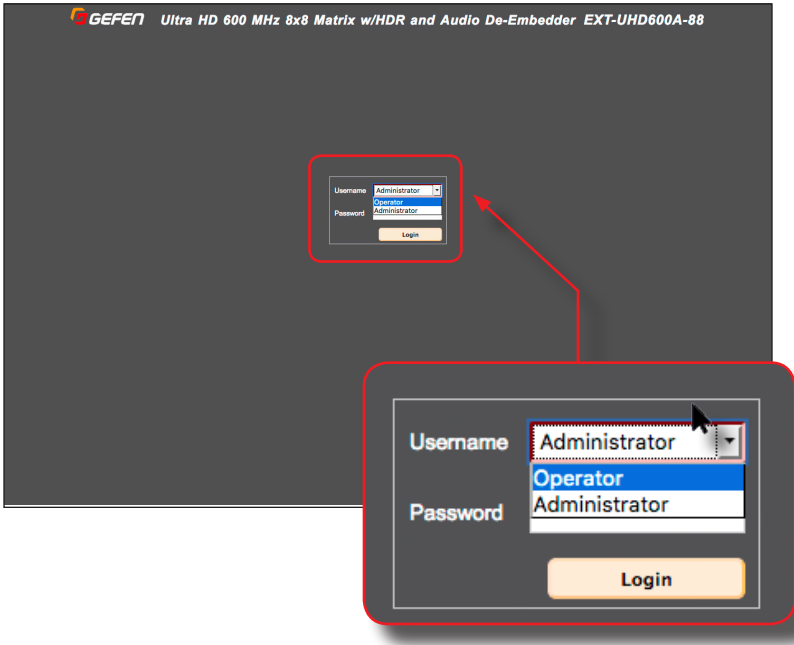 GEFEN Ultra HD 600 MHz 8x8 Matrix w/HDR and Audio De-Embedder EXT-UHD600A-88
Username Administrator
Operator
Password Administrator
Login
Username Administrator
Operator
Password Administrator
Login